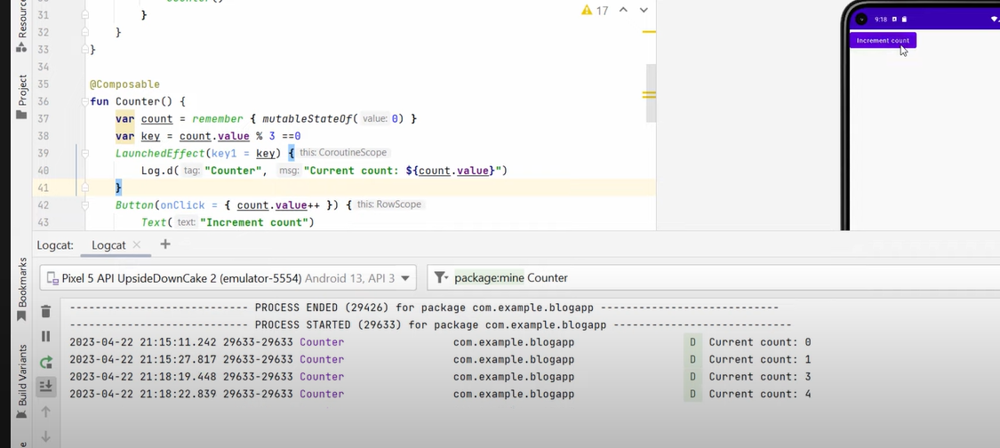 31 }
32 }
33 }
34
35 @Composable
36 fun Counter() {
37 var count = remember { mutableStateOf( value: 0) }
38 var key = count.value % 3 ==0
39 LaunchedEffect(key1 = key) { this: CoroutineScope
40 Log.d( tag: "Counter", msg: "Current count: ${count.value}")
41 }
42 Button(onClick = { count.value++ }) { this: RowScope
43 Text( text: "Increment count")
17
Project
Bookmarks
Build Variants
9:18
Increment count
Logcat: Logcat × +
Pixel 5 API UpsideDownCake 2 (emulator-5554) Android 13, API 3
package:mine Counter
---------------------------- PROCESS ENDED (29426) for package com.example.blogapp ----------------------------
---------------------------- PROCESS STARTED (29633) for package com.example.blogapp ----------------------------
2023-04-22 21:15:11.242 29633-29633 Counter com.example.blogapp D Current count: 0
2023-04-22 21:15:27.817 29633-29633 Counter com.example.blogapp D Current count: 1
2023-04-22 21:18:19.448 29633-29633 Counter com.example.blogapp D Current count: 3
2023-04-22 21:18:22.839 29633-29633 Counter com.example.blogapp D Current count: 4